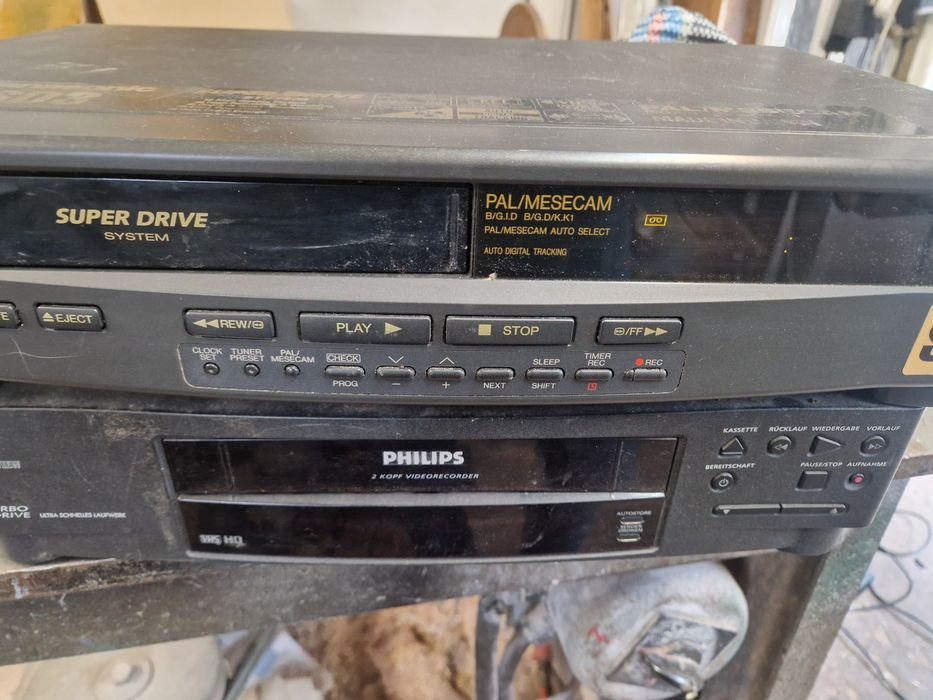 SUPER DRIVE
SYSTEM
PAL/MESECAM
B/G.I.D B/G.D/K.K1
PAL/MESECAM AUTO SELECT
AUTO DIGITAL TRACKING
EJECT
REW/
PLAY
STOP
/FF
CLOCK SET
TUNER PRESET
PAL/ MESECAM
CHECK
PROG
–
+
NEXT
SLEEP
SHIFT
TIMER REC
REC
PHILIPS
2 KOPF VIDEORECORDER
ULTRA SCHNELLES LAUFWERK
VHS HQ
AUTOSTORE
SENDER ORDNEN
KASSETTE
RÜCKLAUF
WIEDERGABE
VORLAUF
BEREITSCHAFT
PAUSE/STOP
AUFNAHME